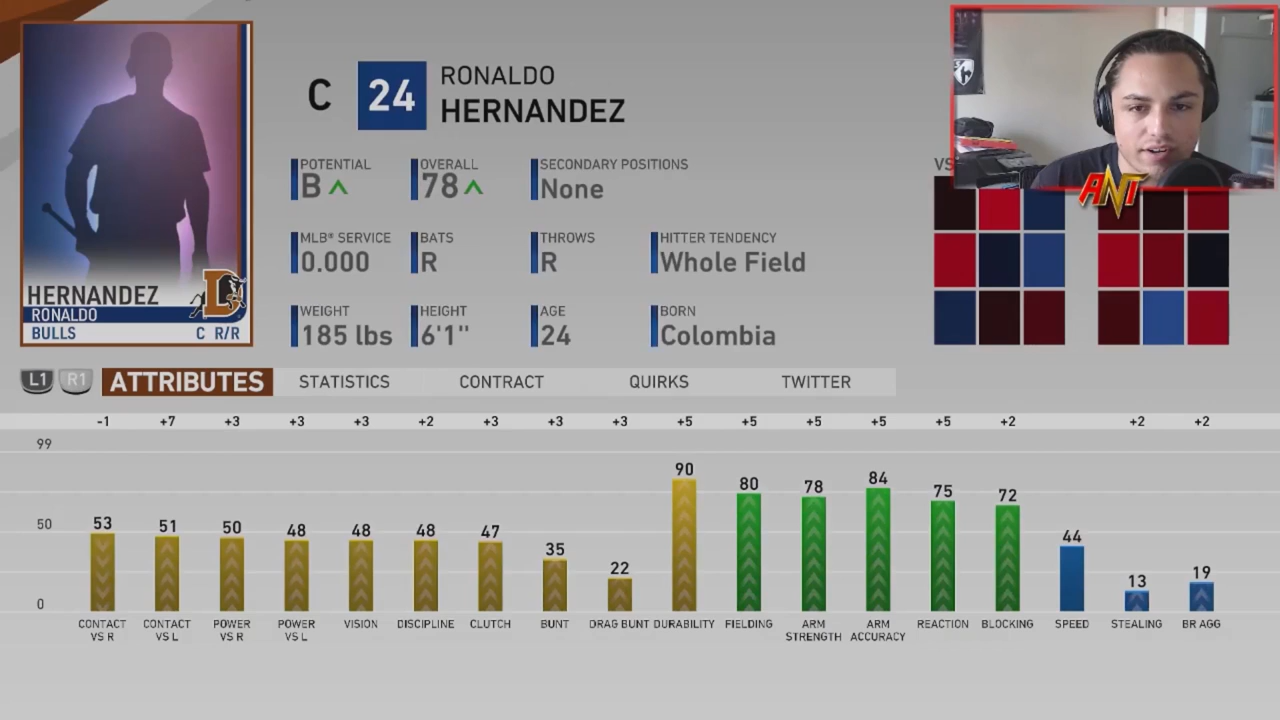 C
24
RONALDO
HERNANDEZ
POTENTIAL
B
OVERALL
78
SECONDARY POSITIONS
None
MLB® SERVICE
0.000
BATS
R
THROWS
R
HITTER TENDENCY
Whole Field
WEIGHT
185 lbs
HEIGHT
6'1"
AGE
24
BORN
Colombia
HERNANDEZ
RONALDO
BULLS C R/R
D
VS
ANT
L1 R1 ATTRIBUTES STATISTICS CONTRACT QUIRKS TWITTER
-1 +7 +3 +3 +3 +2 +3 +3 +3 +5 +5 +5 +5 +5 +2 +2 +2
99
50
0
53 51 50 48 48 48 47 35 22 90 80 78 84 75 72 44 13 19
CONTACT VS R
CONTACT VS L
POWER VS R
POWER VS L
VISION
DISCIPLINE
CLUTCH
BUNT
DRAG BUNT
DURABILITY
FIELDING
ARM STRENGTH
ARM ACCURACY
REACTION
BLOCKING
SPEED
STEALING
BR AGG